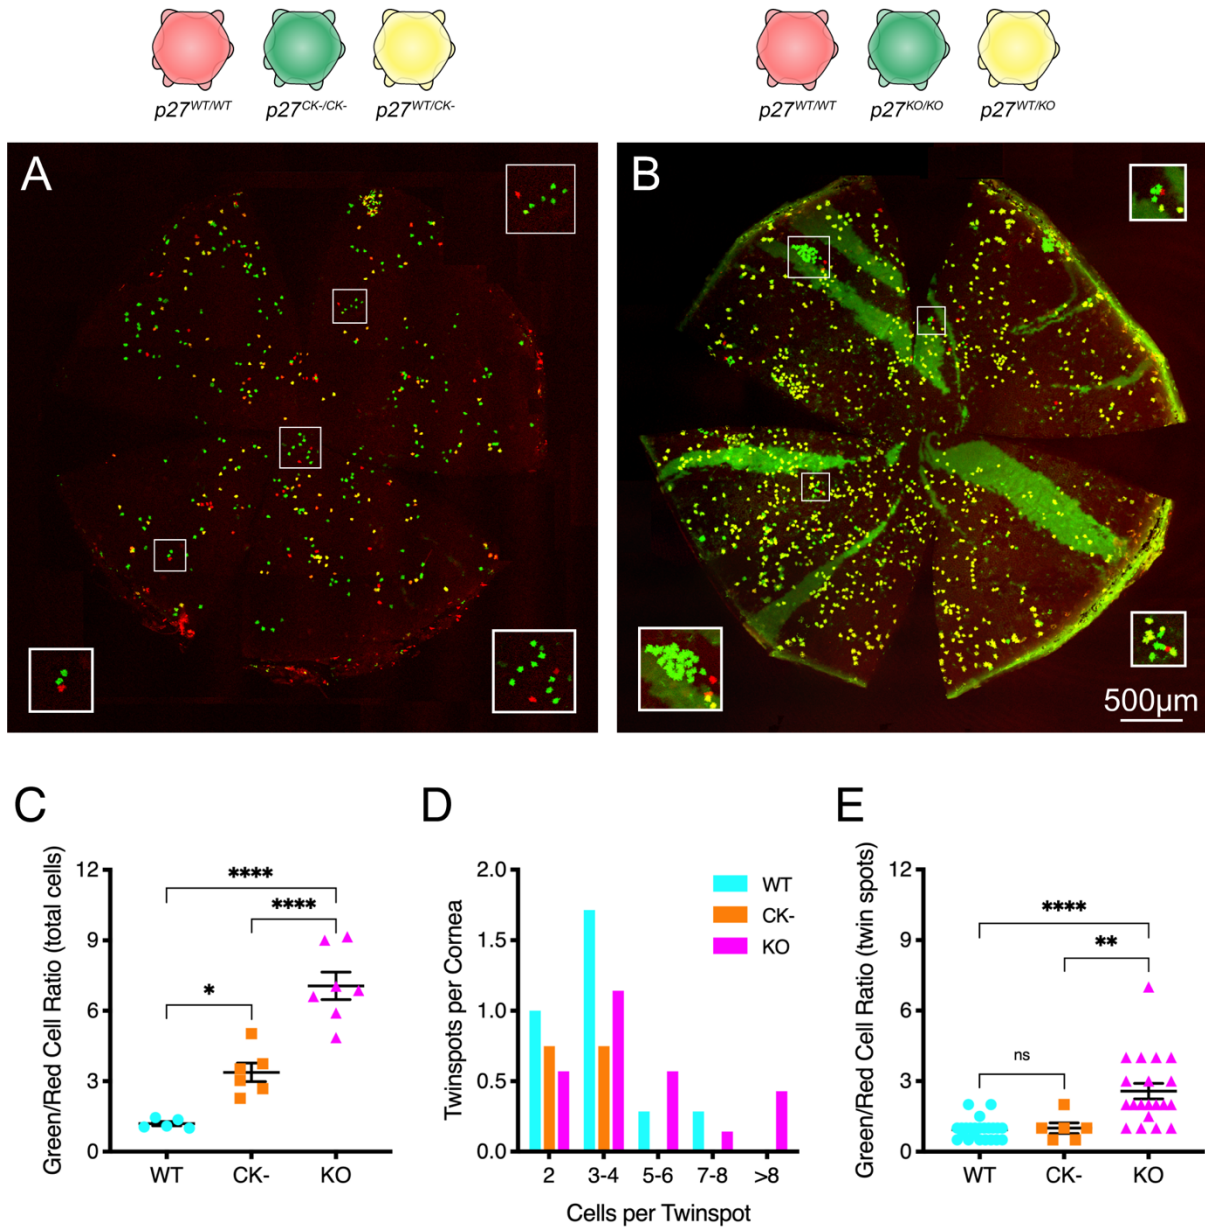 p27WT/WT p27CK-/CK- p27WT/CK-
p27WT/WT p27KO/KO p27WT/KO
A
B
500µm
C
Green/Red Cell Ratio (total cells)
12
9
6
3
0
****
****
*
WT CK- KO
D
Twinspots per Cornea
2.0
1.5
1.0
0.5
0.0
WT
CK-
KO
2 3-4 5-6 7-8 >8
Cells per Twinspot
E
Green/Red Cell Ratio (twin spots)
12
9
6
3
0
****
**
ns
WT CK- KO